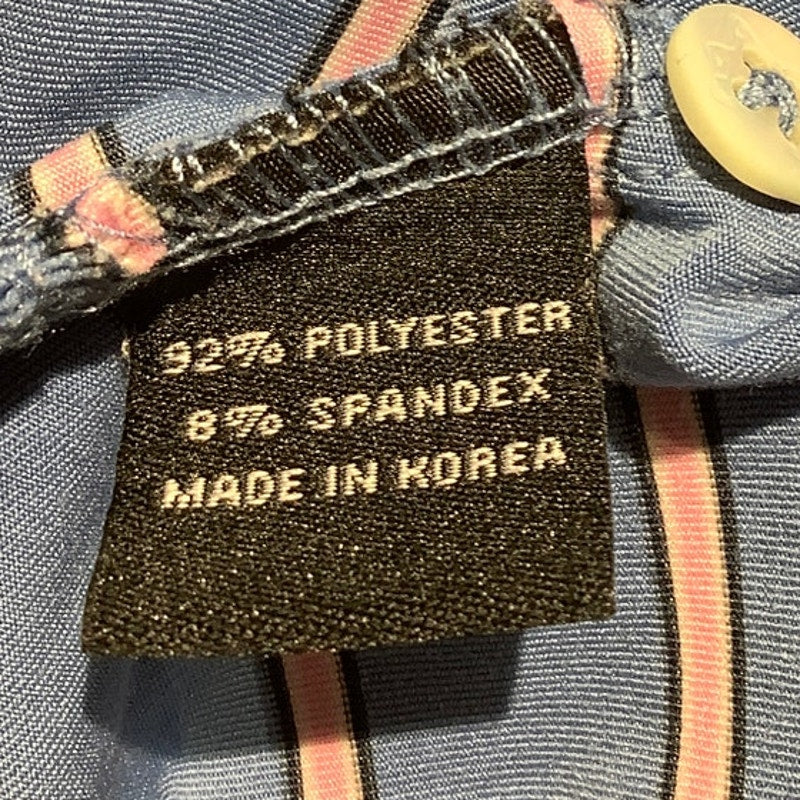 92% POLYESTER
8% SPANDEX
MADE IN KOREA